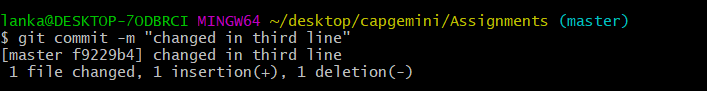 lanka@DESKTOP-7ODBRCI MINGW64 ~/desktop/capgemini/Assignments (master)
$ git commit -m "changed in third line"
[master f9229b4] changed in third line
 1 file changed, 1 insertion(+), 1 deletion(-)